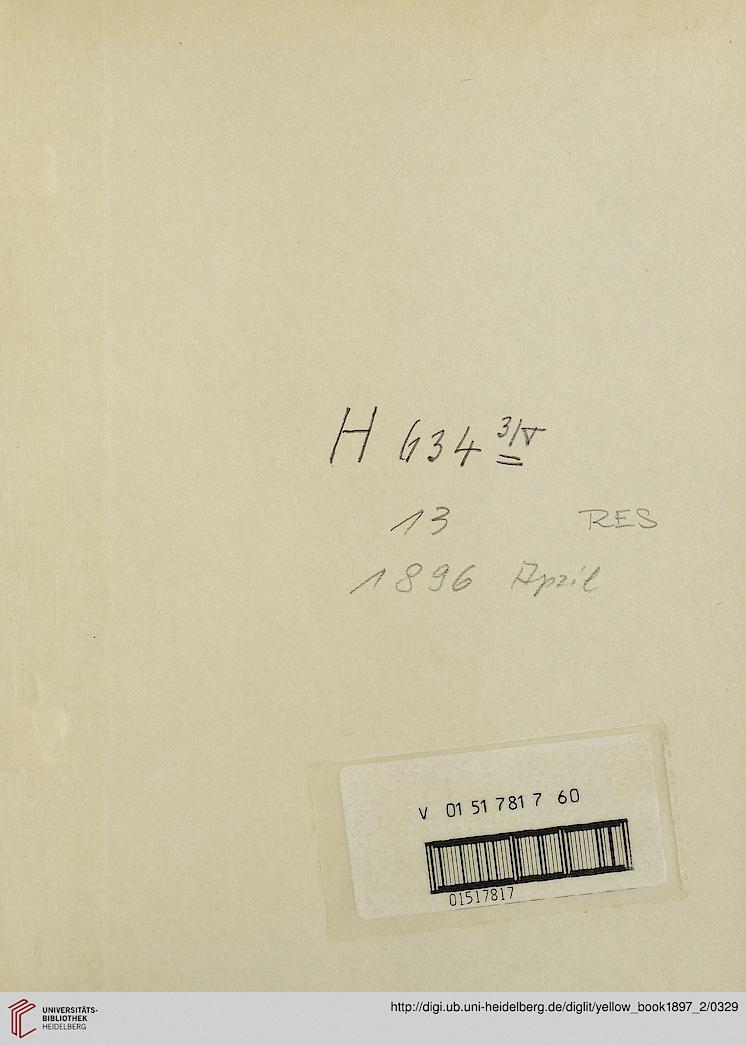 H 634 3/V
13 RES
1896 April
V 01 51 781 7 60
01517817
UNIVERSITÄTS-
BIBLIOTHEK
HEIDELBERG
http://digi.ub.uni-heidelberg.de/diglit/yellow_book1897_2/0329